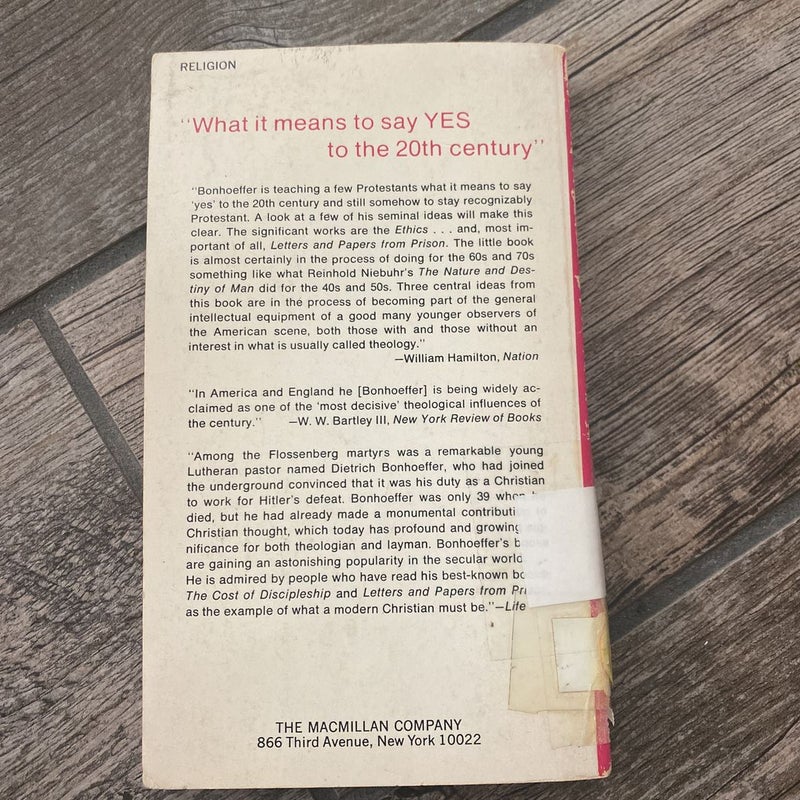 RELIGION
"What it means to say YES
to the 20th century"
"Bonhoeffer is teaching a few Protestants what it means to say
'yes' to the 20th century and still somehow to stay recognizably
Protestant. A look at a few of his seminal ideas will make this
clear. The significant works are the Ethics . . . and, most im-
portant of all, Letters and Papers from Prison. The little book
is almost certainly in the process of doing for the 60s and 70s
something like what Reinhold Niebuhr's The Nature and Des-
tiny of Man did for the 40s and 50s. Three central ideas from
this book are in the process of becoming part of the general
intellectual equipment of a good many younger observers of
the American scene, both those with and those without an
interest in what is usually called theology."
—William Hamilton, Nation
"In America and England he [Bonhoeffer] is being widely ac-
claimed as one of the 'most decisive' theological influences of
the century." —W. W. Bartley III, New York Review of Books
"Among the Flossenberg martyrs was a remarkable young
Lutheran pastor named Dietrich Bonhoeffer, who had joined
the underground convinced that it was his duty as a Christian
to work for Hitler's defeat. Bonhoeffer was only 39 when
died, but he had already made a monumental
Christian thought, which today has profound and growing
nificance for both theologian and layman. Bonhoeffer's
are gaining an astonishing popularity in the secular world
He is admired by people who have read his best-known
The Cost of Discipleship and Letters and Papers from
as the example of what a modern Christian must be."—Life
THE MACMILLAN COMPANY
866 Third Avenue, New York 10022